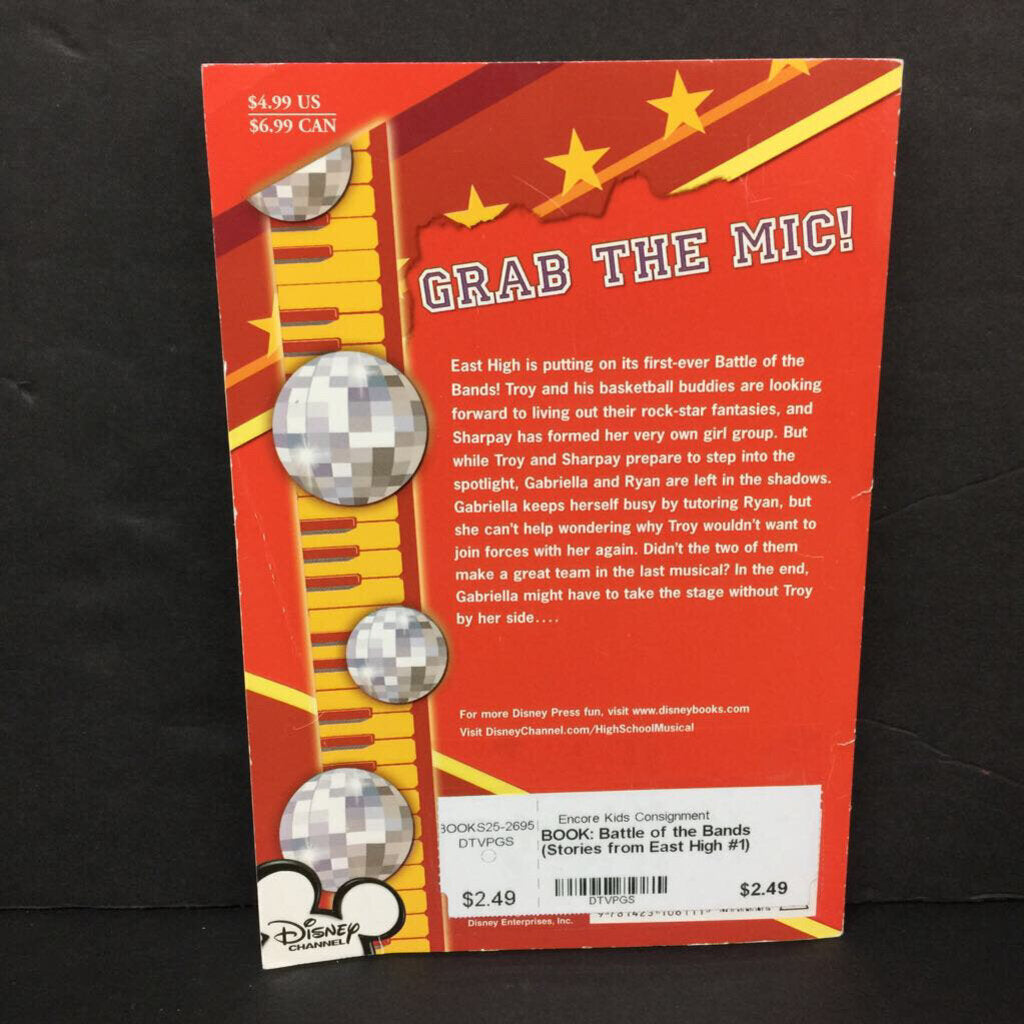 $4.99 US
$6.99 CAN
GRAB THE MIC!
East High is putting on its first-ever Battle of the
Bands! Troy and his basketball buddies are looking
forward to living out their rock-star fantasies, and
Sharpay has formed her very own girl group. But
while Troy and Sharpay prepare to step into the
spotlight, Gabriella and Ryan are left in the shadows.
Gabriella keeps herself busy by tutoring Ryan, but
she can't help wondering why Troy wouldn't want to
join forces with her again. Didn't the two of them
make a great team in the last musical? In the end,
Gabriella might have to take the stage without Troy
by her side....
For more Disney Press fun, visit www.disneybooks.com
Visit DisneyChannel.com/HighSchoolMusical
BOOKS25-2695
DTVPGS
$2.49
Encore Kids Consignment
BOOK: Battle of the Bands
(Stories from East High #1)
DTVPGS
$2.49
Disney Enterprises, Inc.
Disney
CHANNEL